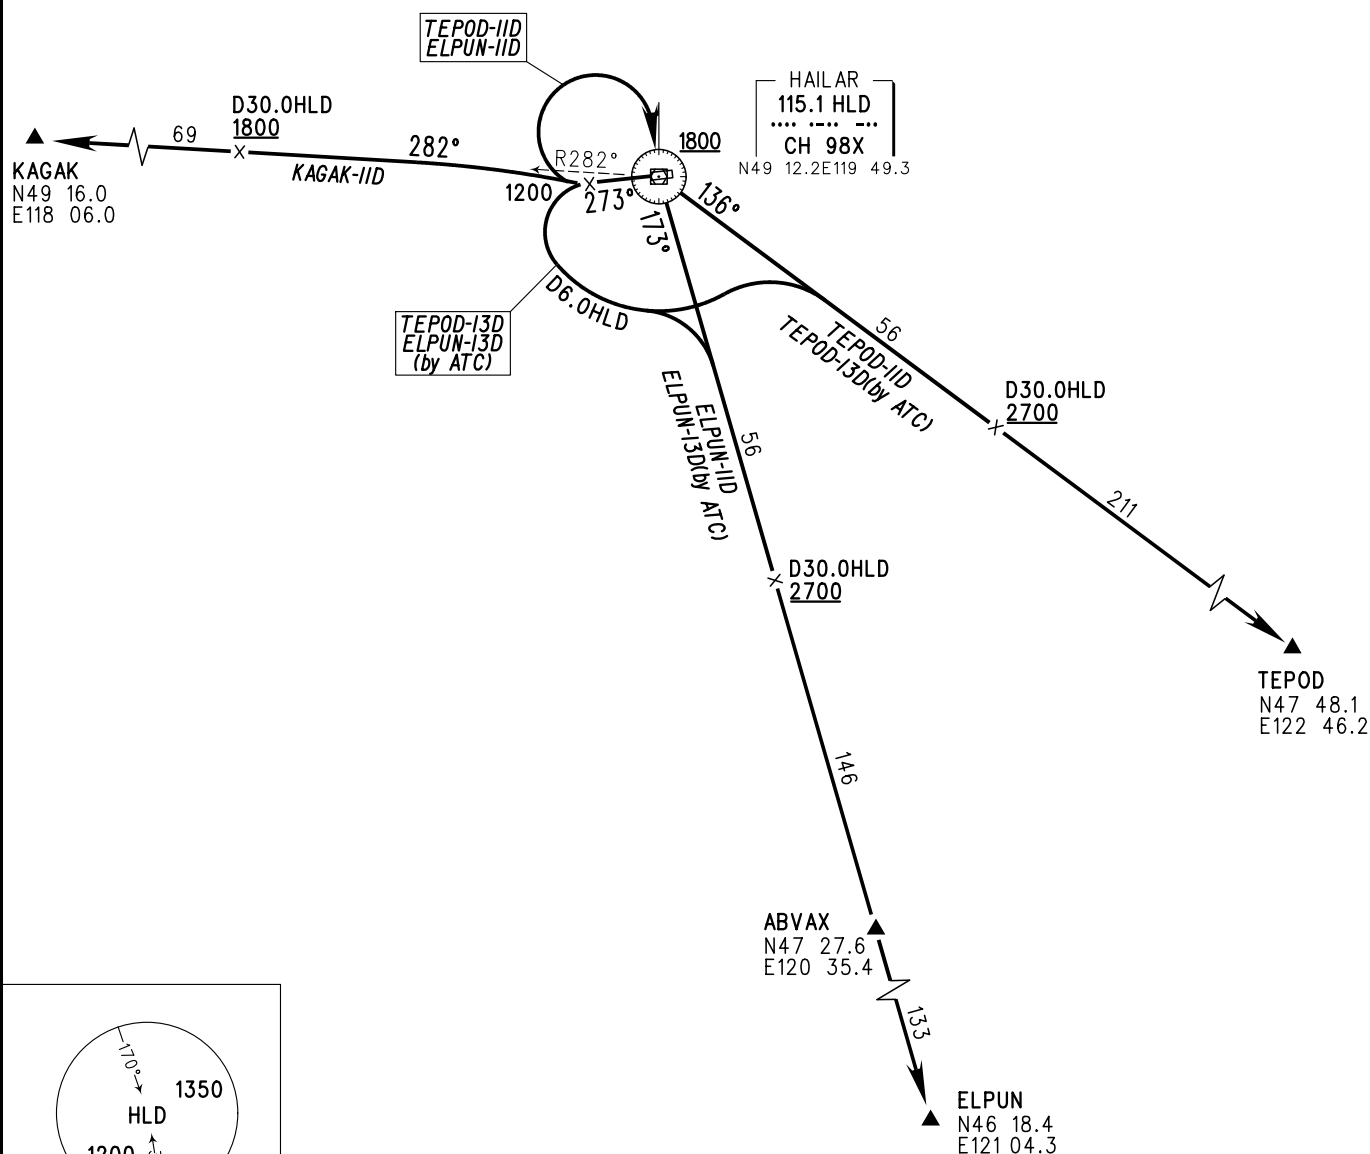 TEPOD-11D
ELPUN-11D
HAILAR
115.1 HLD
CH 98X
N49 12.2E119 49.3
D30.0HLD
1800
69
282°
KAGAK-11D
KAGAK
N49 16.0
E118 06.0
R282°
1200
273°
1800
136°
173°
D6.0HLD
TEPOD-13D
ELPUN-13D
(by ATC)
56
TEPOD-11D
TEPOD-13D(by ATC)
D30.0HLD
2700
211
ELPUN-11D
ELPUN-13D(by ATC)
56
D30.0HLD
2700
TEPOD
N47 48.1
E122 46.2
146
ABVAX
N47 27.6
E120 35.4
133
ELPUN
N46 18.4
E121 04.3
170°
1350
HLD
1200